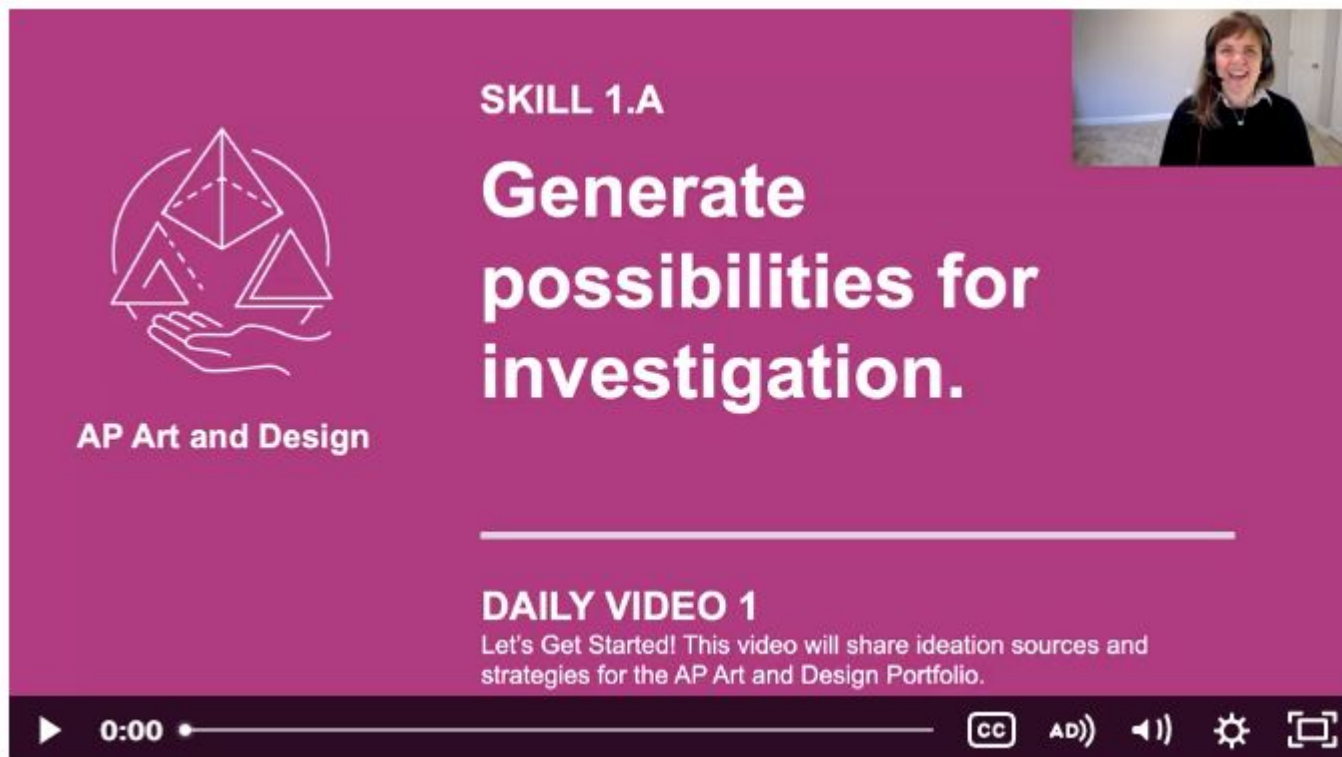 SKILL 1.A
Generate
possibilities for
investigation.
AP Art and Design
DAILY VIDEO 1
Let's Get Started! This video will share ideation sources and
strategies for the AP Art and Design Portfolio.
0:00
CC
AD